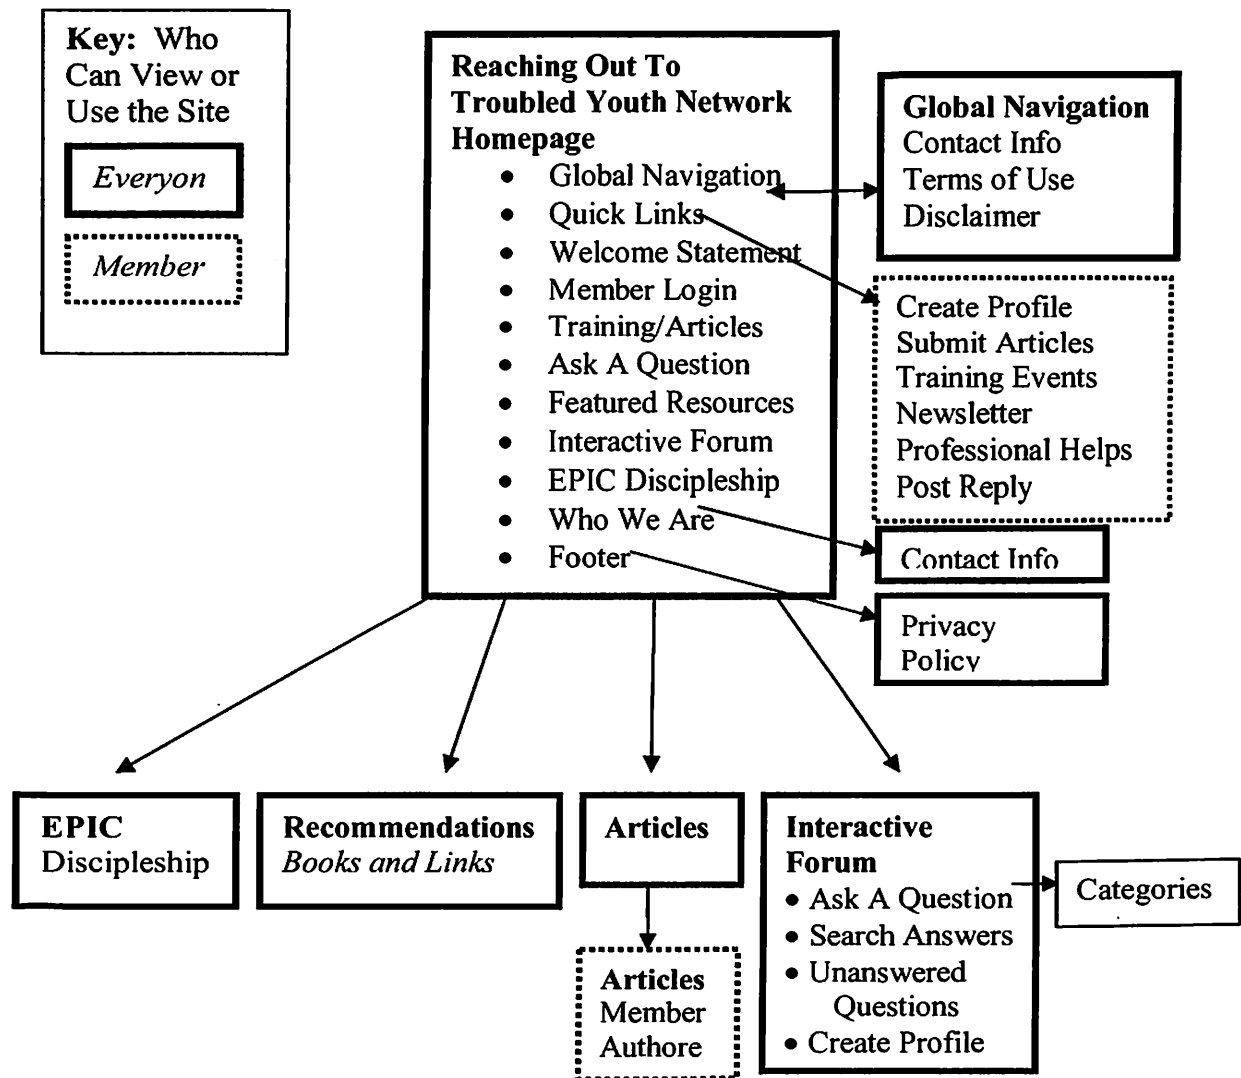 Key: Who
Can View or
Use the Site
Everyon
Member
Reaching Out To
Troubled Youth Network
Homepage
• Global Navigation
• Quick Links
• Welcome Statement
• Member Login
• Training/Articles
• Ask A Question
• Featured Resources
• Interactive Forum
• EPIC Discipleship
• Who We Are
• Footer
Global Navigation
Contact Info
Terms of Use
Disclaimer
Create Profile
Submit Articles
Training Events
Newsletter
Professional Helps
Post Reply
Contact Info
Privacy
Policy
EPIC
Discipleship
Recommendations
Books and Links
Articles
Articles
Member
Authore
Interactive
Forum
• Ask A Question
• Search Answers
• Unanswered
Questions
• Create Profile
Categories